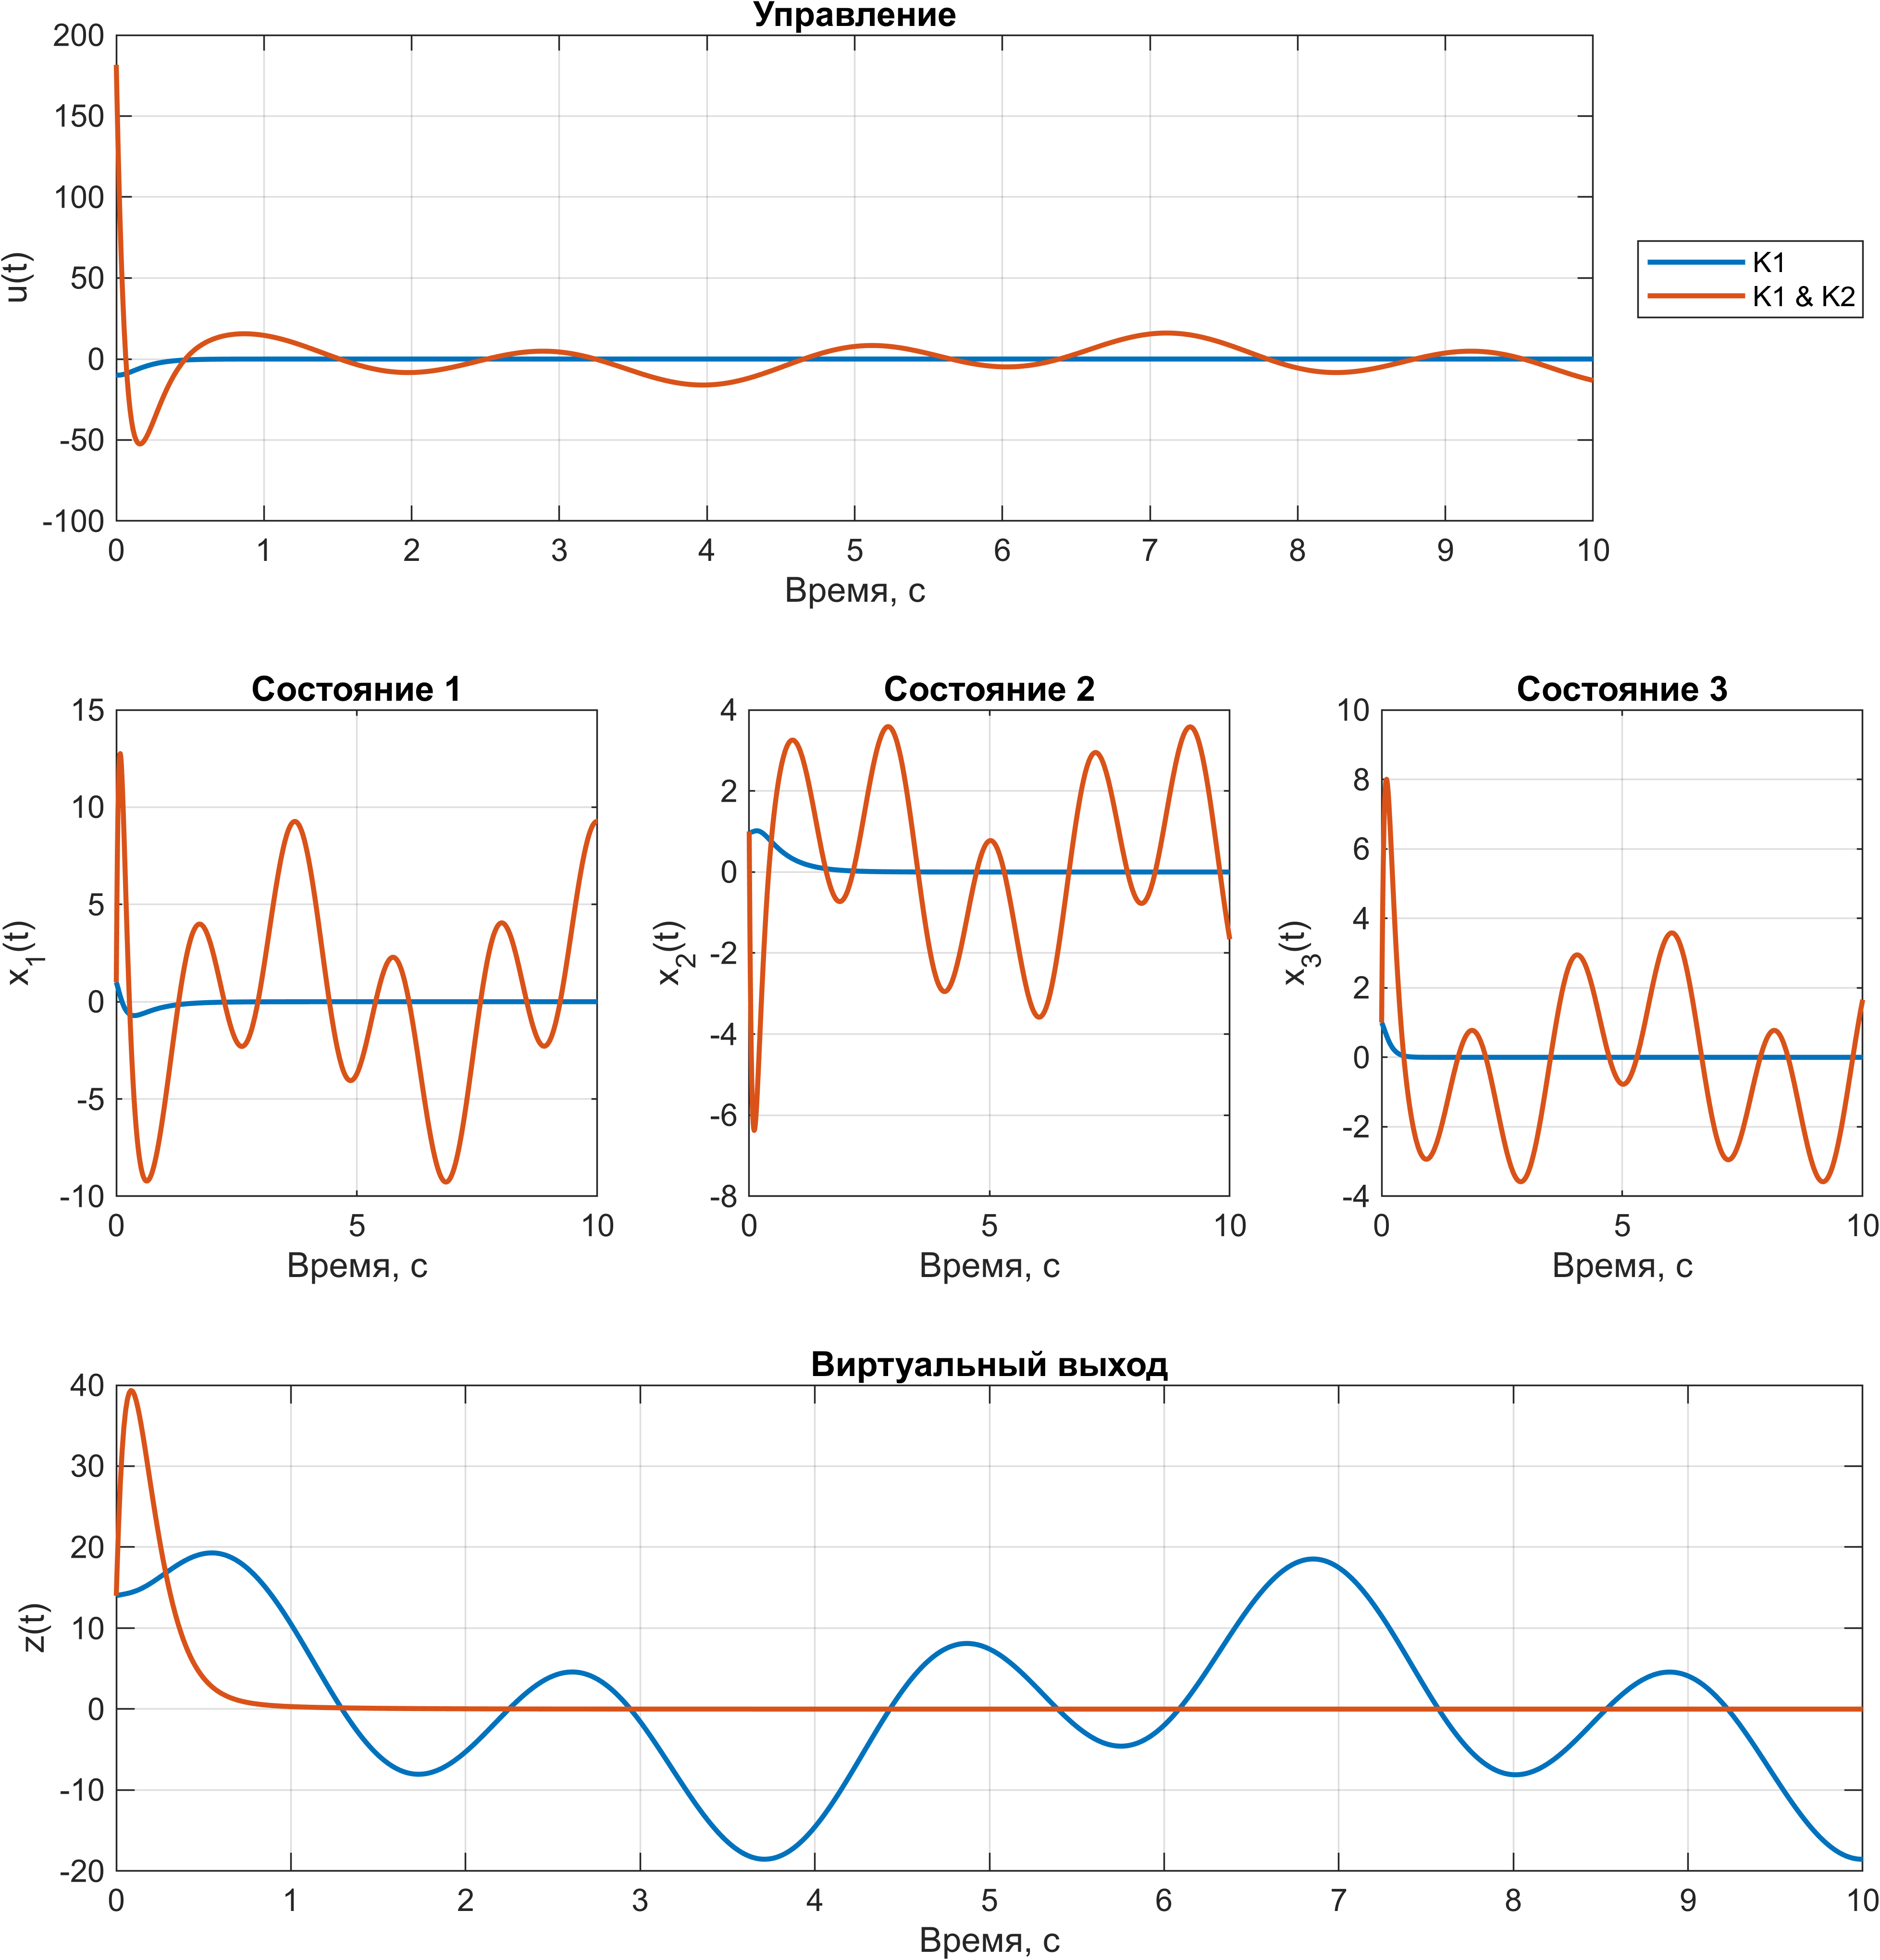 Управление
200
150
100
50
0
-50
-100
u(t)
0 1 2 3 4 5 6 7 8 9 10
Время, с
K1
K1 & K2
Состояние 1
15
10
5
0
-5
-10
x1(t)
0 5 10
Время, с
Состояние 2
4
2
0
-2
-4
-6
-8
x2(t)
0 5 10
Время, с
Состояние 3
10
8
6
4
2
0
-2
-4
x3(t)
0 5 10
Время, с
Виртуальный выход
40
30
20
10
0
-10
-20
z(t)
0 1 2 3 4 5 6 7 8 9 10
Время, с